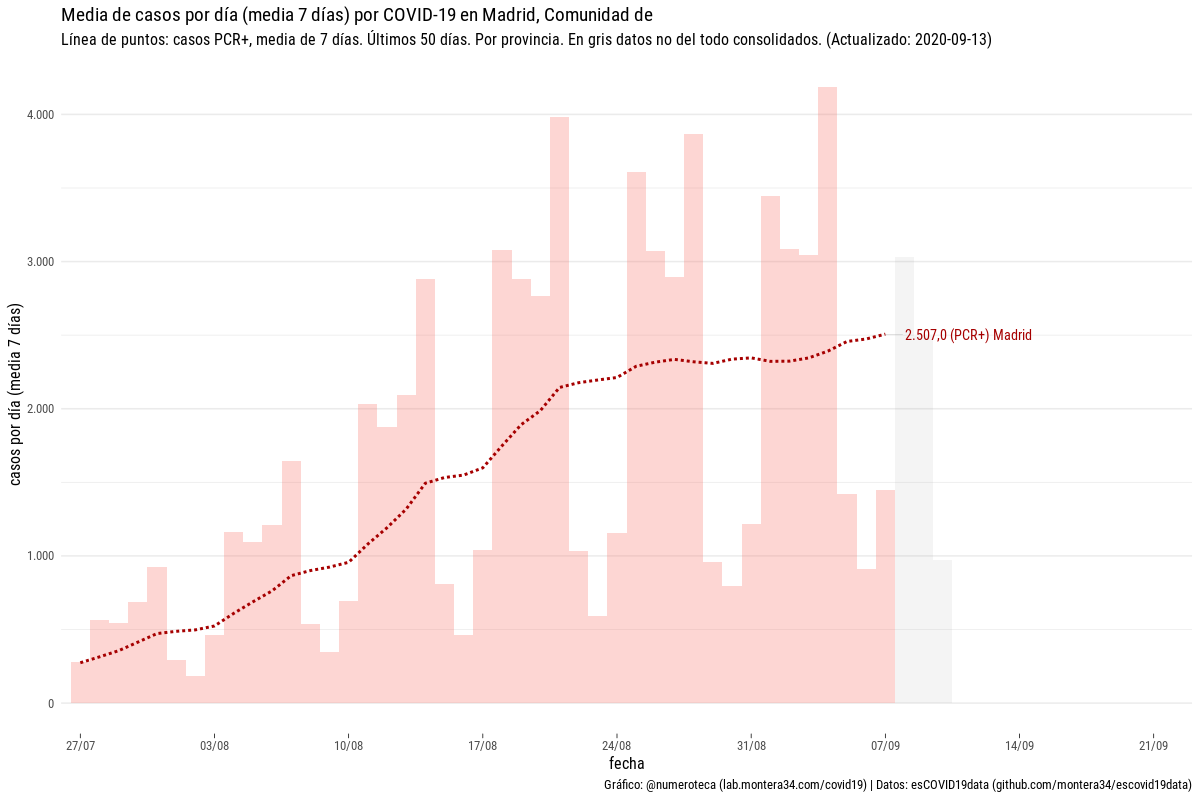 Media de casos por día (media 7 días) por COVID-19 en Madrid, Comunidad de
Línea de puntos: casos PCR+, media de 7 días. Últimos 50 días. Por provincia. En gris datos no del todo consolidados. (Actualizado: 2020-09-13)
casos por día (media 7 días)
4.000
3.000
2.000
1.000
0
2.507,0 (PCR+) Madrid
27/07 03/08 10/08 17/08 24/08 31/08 07/09 14/09 21/09
fecha
Gráfico: @numeroteca (lab.montera34.com/covid19) | Datos: esCOVID19data (github.com/montera34/escovid19data)